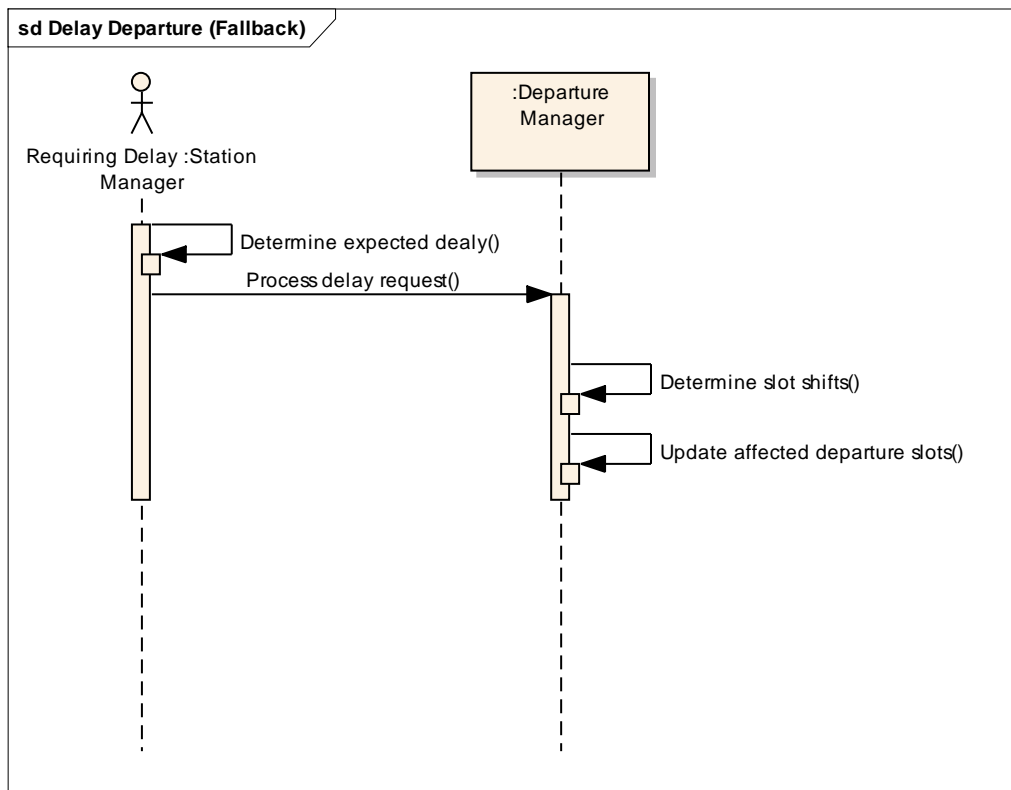 sd Delay Departure (Fallback)
:Departure
Manager
Requiring Delay :Station
Manager
Determine expected dealy()
Process delay request()
Determine slot shifts()
Update affected departure slots()